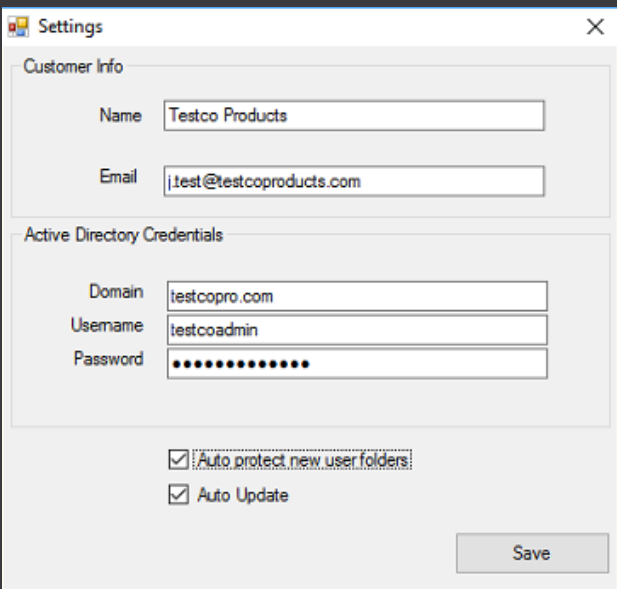 Settings
Customer Info
Name Testco Products
Email j.test@testcoproducts.com
Active Directory Credentials
Domain testcopro.com
Username testcoadmin
Password •••••••••••••
Auto protect new user folders
Auto Update
Save